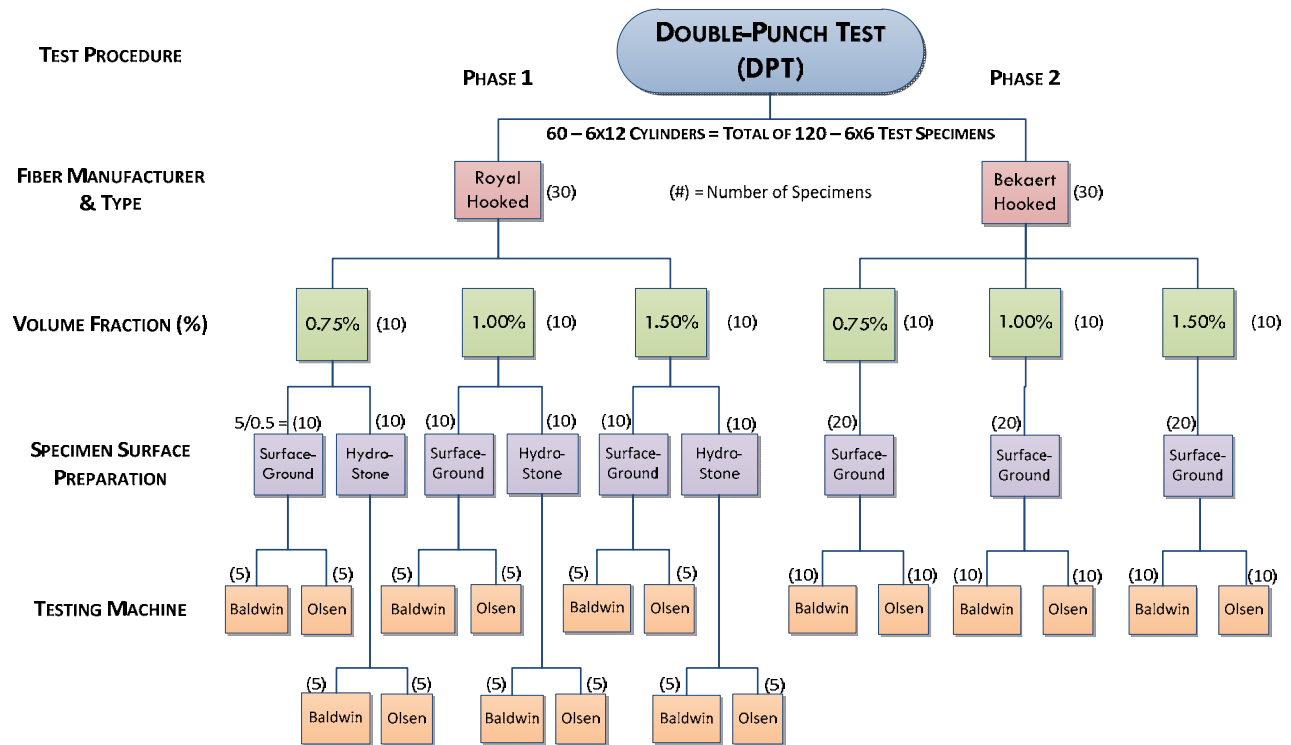 DOUBLE-PUNCH TEST
(DPT)
TEST PROCEDURE
PHASE 1
PHASE 2
60 – 6X12 CYLINDERS = TOTAL OF 120 – 6X6 TEST SPECIMENS
FIBER MANUFACTURER
& TYPE
Royal
Hooked
(30)
(#) = Number of Specimens
Bekaert
Hooked
(30)
VOLUME FRACTION (%)
0.75%
(10)
1.00%
(10)
1.50%
(10)
0.75%
(10)
1.00%
(10)
1.50%
(10)
SPECIMEN SURFACE
PREPARATION
5/0.5 = (10)
(10)
(10)
(10)
(10)
(10)
(20)
(20)
(20)
Surface-
Ground
Hydro-
Stone
Surface-
Ground
Hydro-
Stone
Surface-
Ground
Hydro-
Stone
Surface-
Ground
Surface-
Ground
Surface-
Ground
TESTING MACHINE
(5)
(5)
(5)
(5)
(5)
(5)
(10)
(10)
(10)
(10)
(10)
(10)
Baldwin
Olsen
Baldwin
Olsen
Baldwin
Olsen
Baldwin
Olsen
Baldwin
Olsen
Baldwin
Olsen
(5)
(5)
(5)
(5)
(5)
(5)
Baldwin
Olsen
Baldwin
Olsen
Baldwin
Olsen